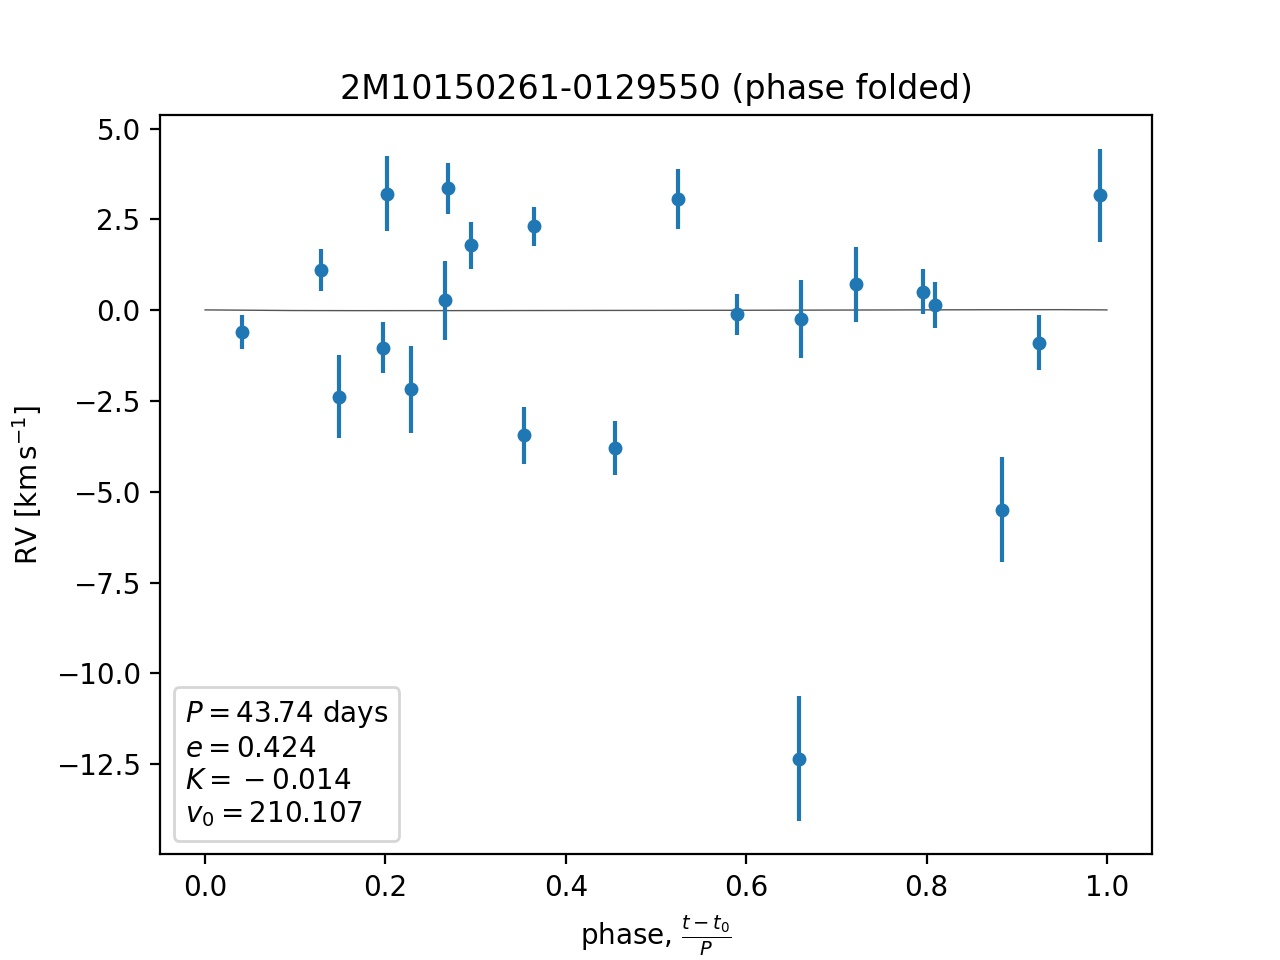 2M10150261-0129550 (phase folded)
5.0
2.5
0.0
−2.5
−5.0
−7.5
−10.0
−12.5
RV [km s⁻¹]
P = 43.74 days
e = 0.424
K = −0.014
v₀ = 210.107
0.0 0.2 0.4 0.6 0.8 1.0
phase, (t − t₀)/P